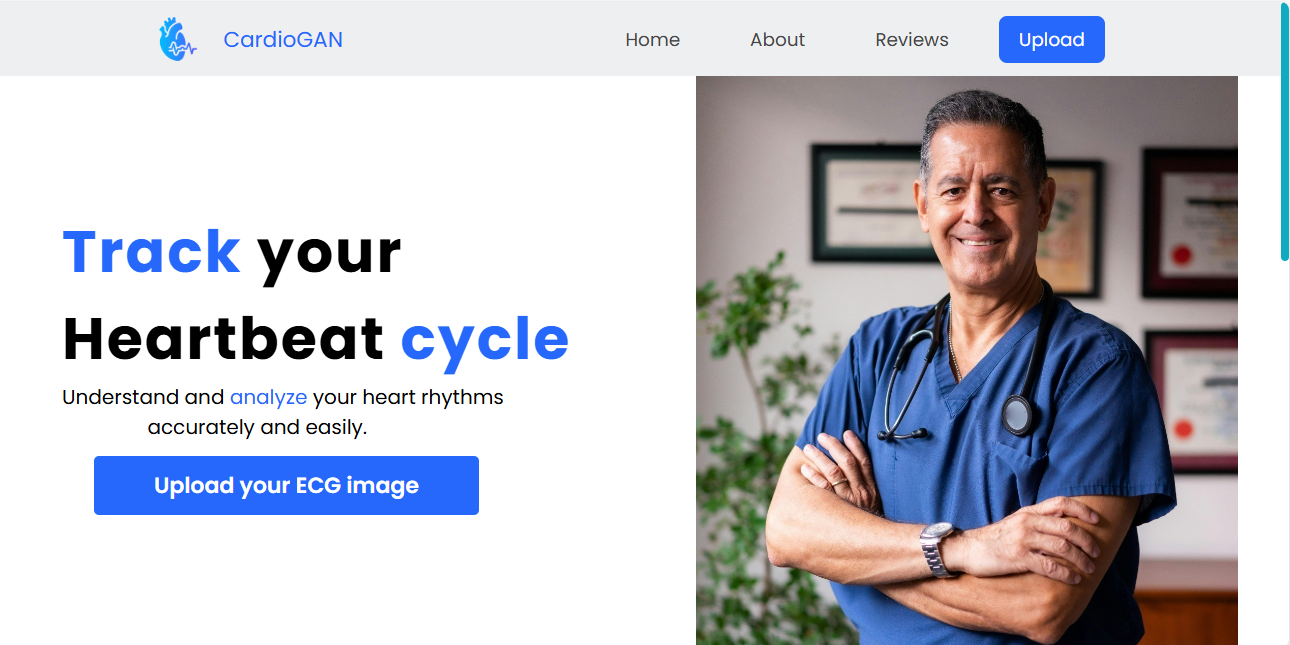 CardioGAN
Home
About
Reviews
Upload
Track your
Heartbeat cycle
Understand and analyze your heart rhythms
accurately and easily.
Upload your ECG image